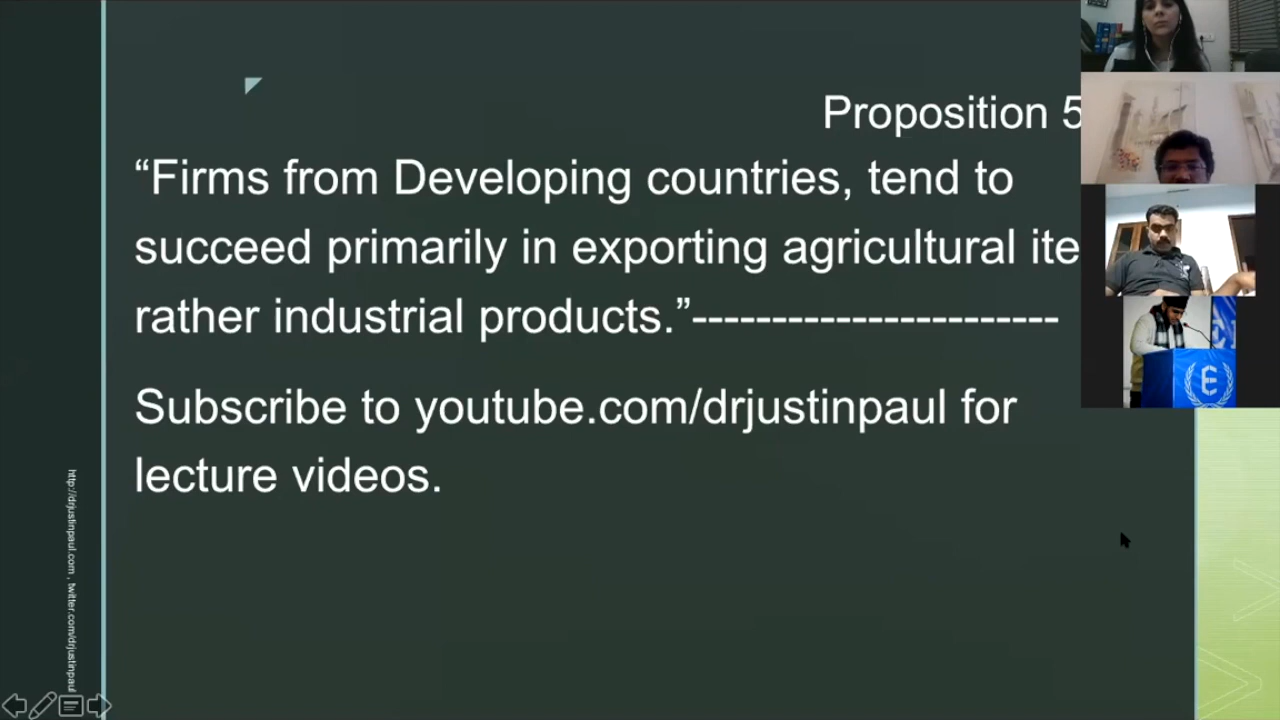 Proposition 5
“Firms from Developing countries, tend to
succeed primarily in exporting agricultural ite
rather industrial products.”-----------------------
Subscribe to youtube.com/drjustinpaul for
lecture videos.
http://drjustinpaul.com , twitter.com/drjustinpaul
E